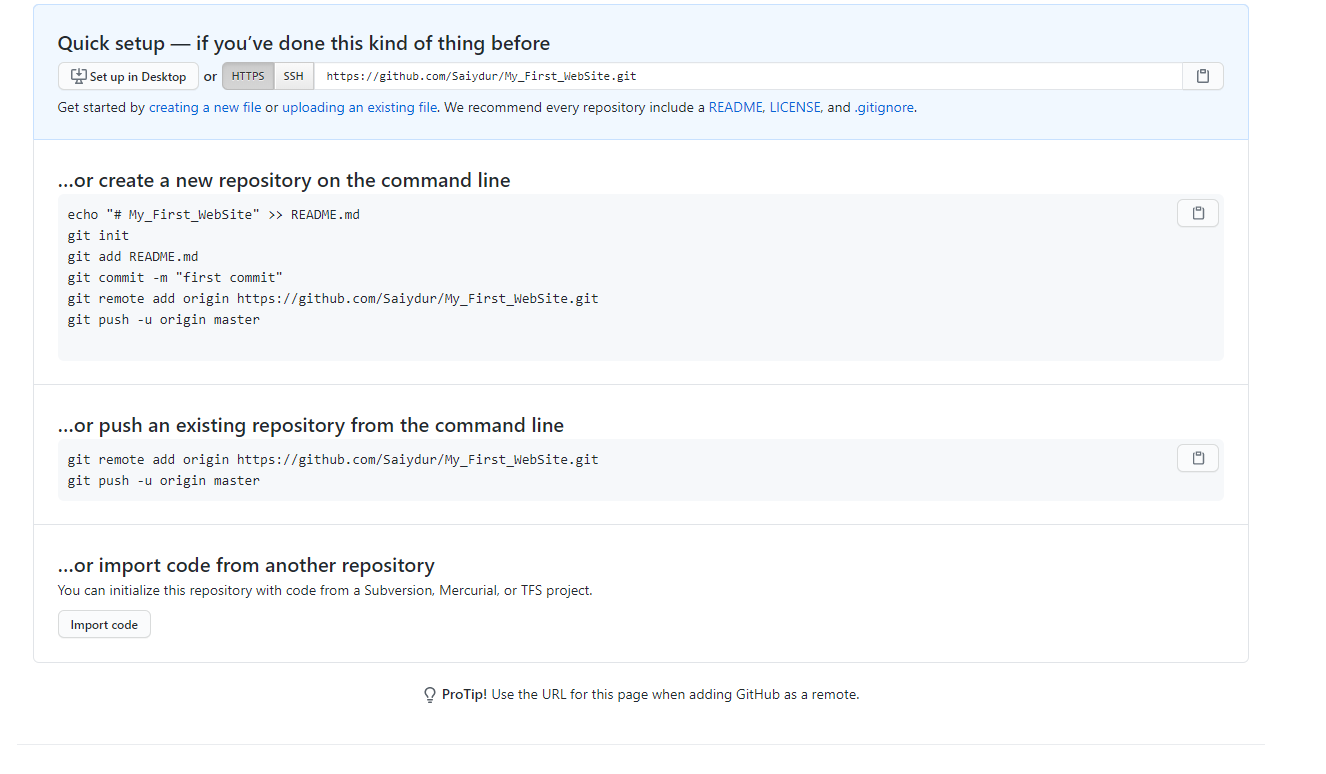 Quick setup — if you’ve done this kind of thing before
Set up in Desktop or HTTPS SSH https://github.com/Saiydur/My_First_WebSite.git
Get started by creating a new file or uploading an existing file. We recommend every repository include a README, LICENSE, and .gitignore.
…or create a new repository on the command line
echo "# My_First_WebSite" >> README.md
git init
git add README.md
git commit -m "first commit"
git remote add origin https://github.com/Saiydur/My_First_WebSite.git
git push -u origin master
…or push an existing repository from the command line
git remote add origin https://github.com/Saiydur/My_First_WebSite.git
git push -u origin master
…or import code from another repository
You can initialize this repository with code from a Subversion, Mercurial, or TFS project.
Import code
ProTip! Use the URL for this page when adding GitHub as a remote.